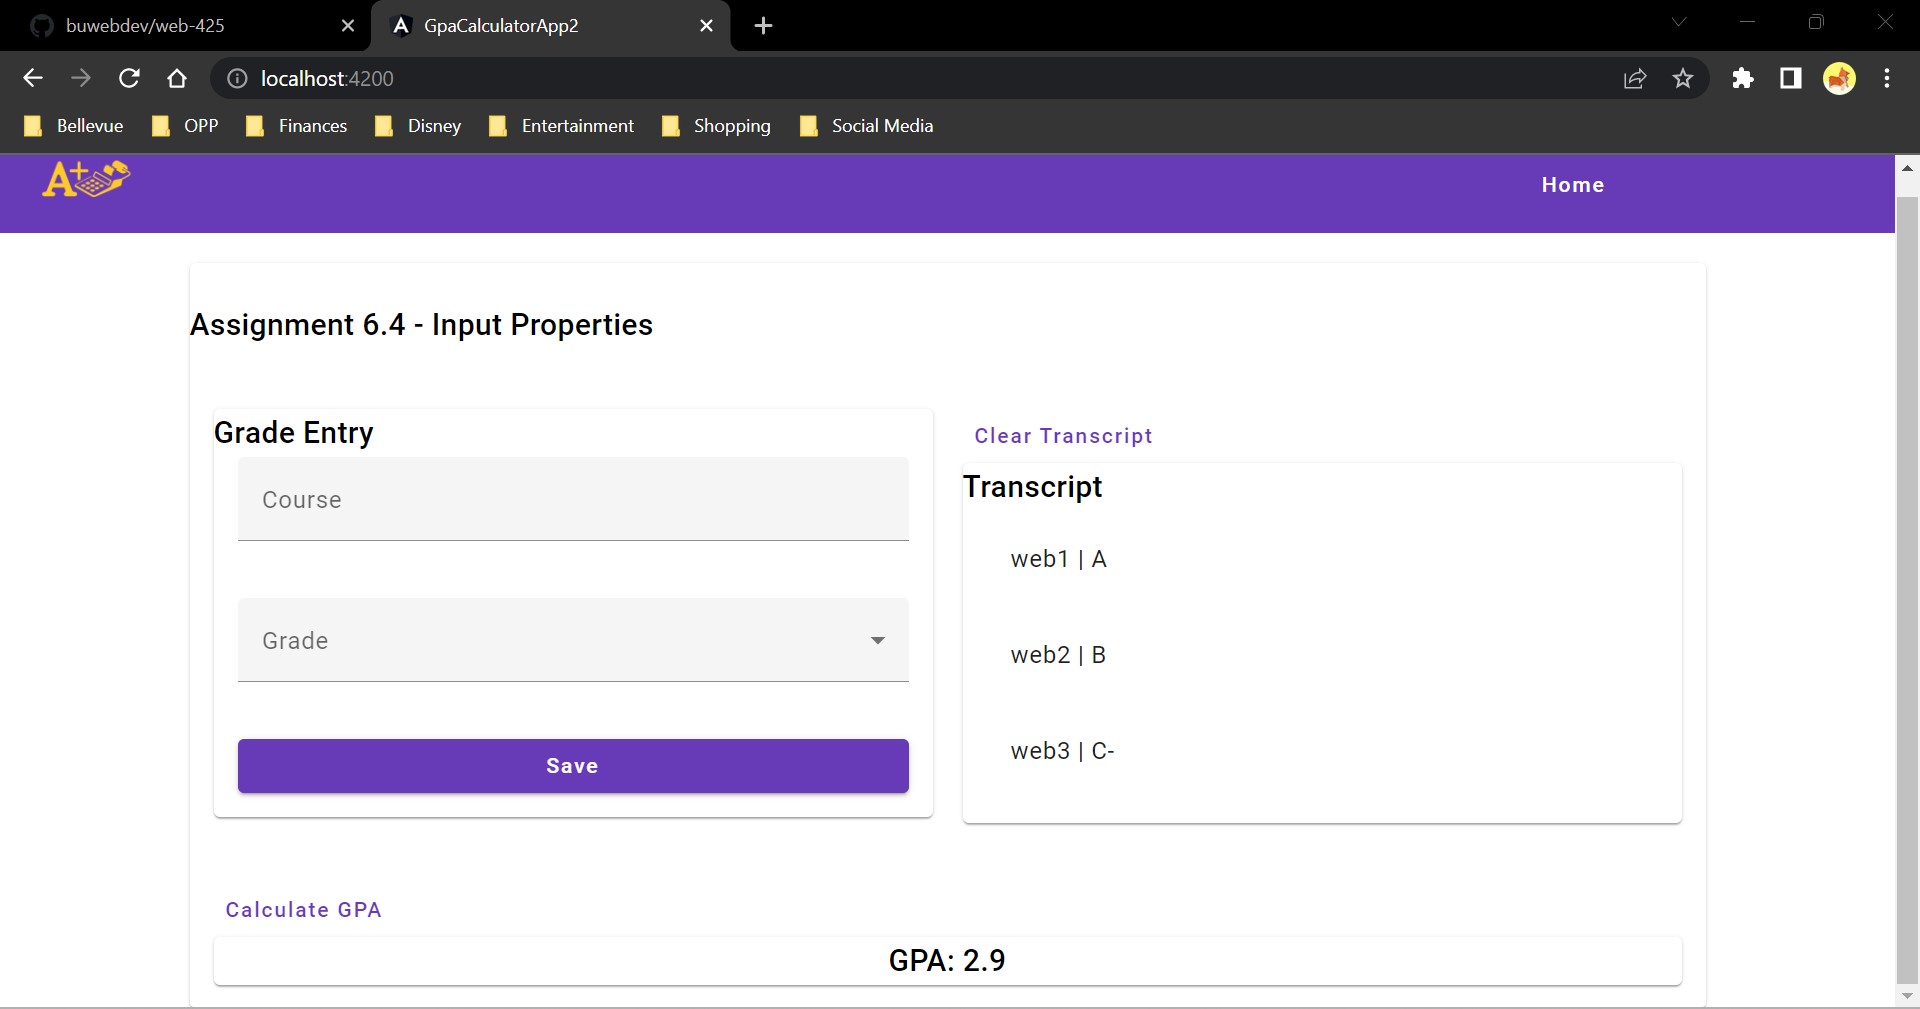 buwebdev/web-425
GpaCalculatorApp2
localhost:4200
Bellevue OPP Finances Disney Entertainment Shopping Social Media
A+ Home
Assignment 6.4 - Input Properties
Grade Entry
Course
Grade
Save
Clear Transcript
Transcript
web1 | A
web2 | B
web3 | C-
Calculate GPA
GPA: 2.9